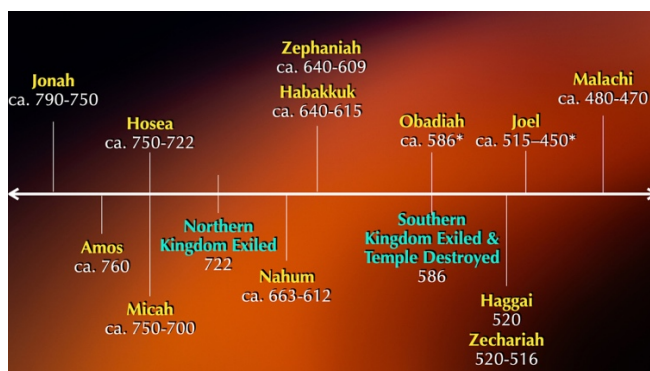 Zephaniah
ca. 640-609
Jonah
ca. 790-750
Habakkuk
ca. 640-615
Malachi
ca. 480-470
Hosea
ca. 750-722
Obadiah
ca. 586*
Joel
ca. 515–450*
Amos
ca. 760
Northern
Kingdom Exiled
722
Southern
Kingdom Exiled &
Temple Destroyed
586
Nahum
ca. 663-612
Micah
ca. 750-700
Haggai
520
Zechariah
520-516